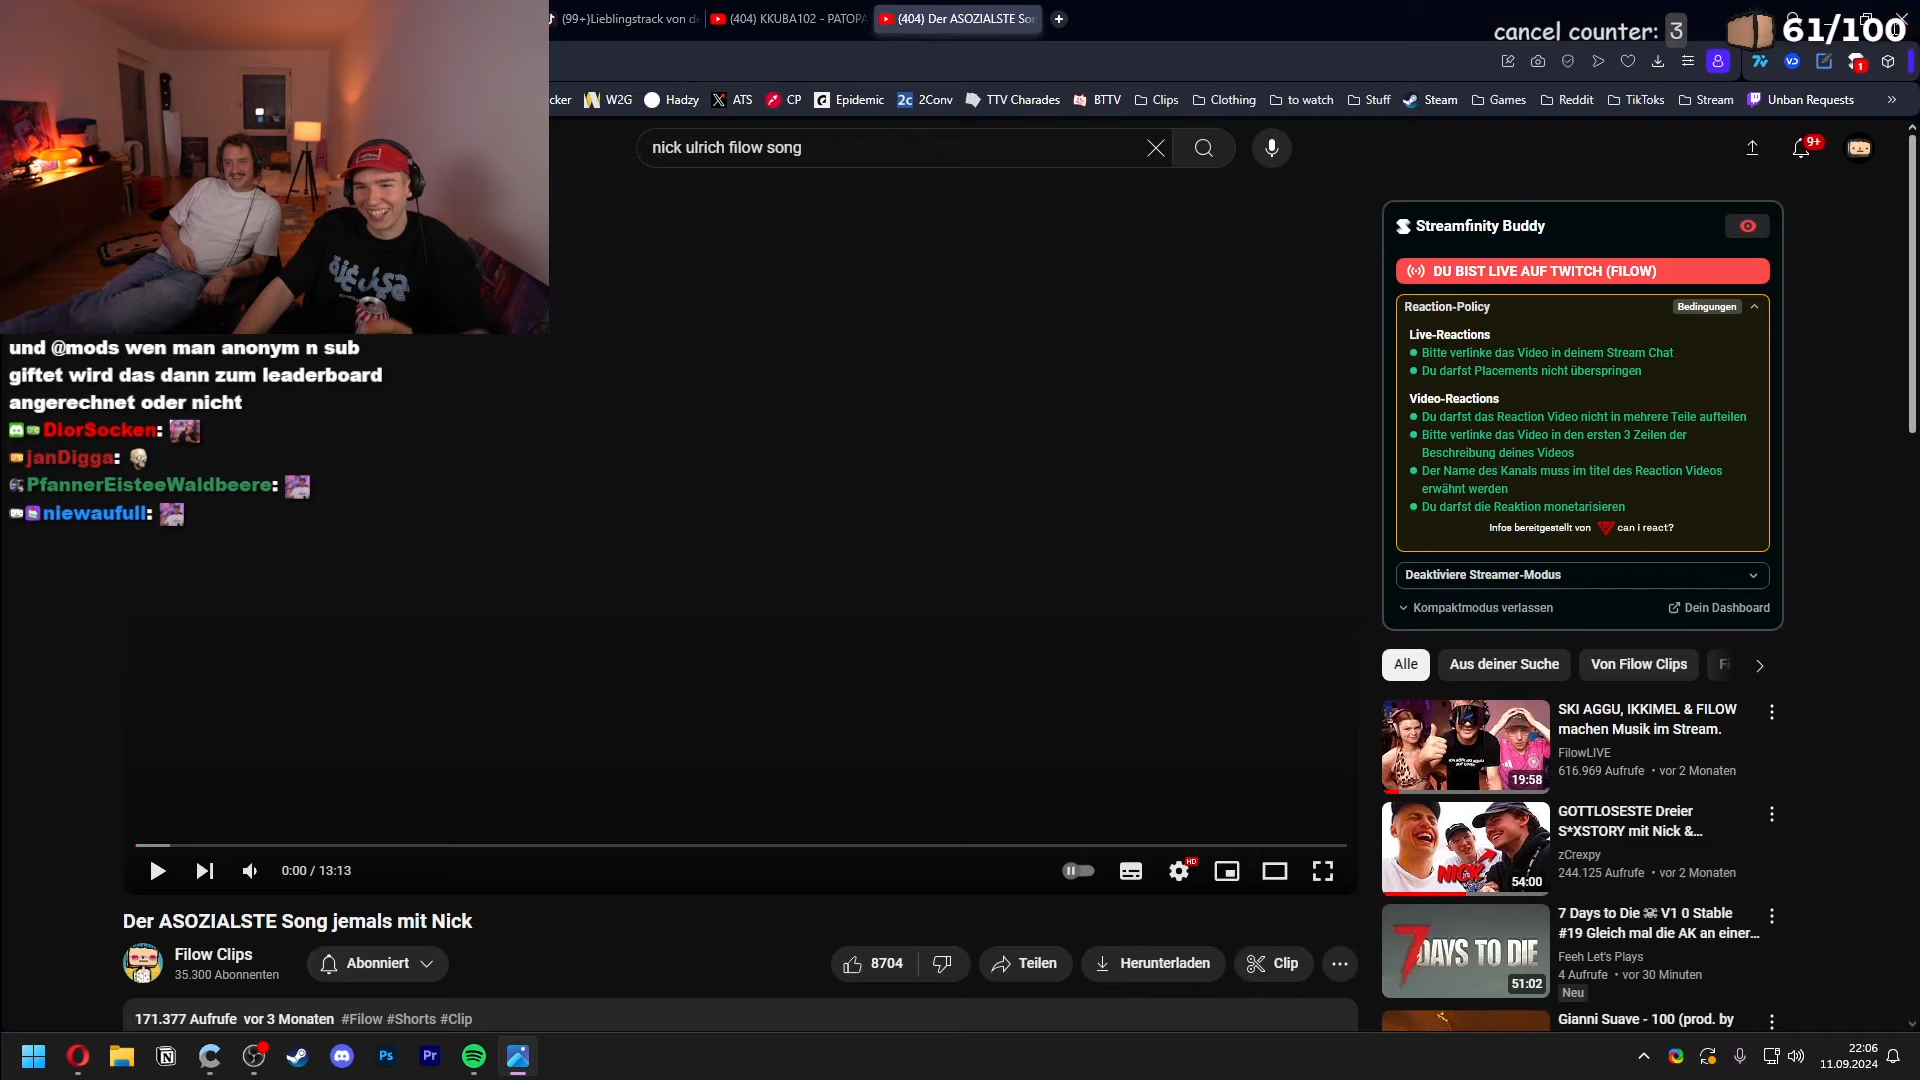 (99+)Lieblingstrack von de
(404) KKUBA102 - PATOPA
(404) Der ASOZIALSTE So
cancel counter: 3
61/100
cker
W2G
Hadzy
ATS
CP
Epidemic
2Conv
TTV Charades
BTTV
Clips
Clothing
to watch
Stuff
Steam
Games
Reddit
TikToks
Stream
Unban Requests
nick ulrich filow song
9+
und @mods wen man anonym n sub
giftet wird das dann zum leaderboard
angerechnet oder nicht
DiorSocken:
janDigga:
PfannerEisteeWaldbeere:
niewaufull:
Streamfinity Buddy
DU BIST LIVE AUF TWITCH (FILOW)
Reaction-Policy
Bedingungen
Live-Reactions
Bitte verlinke das Video in deinem Stream Chat
Du darfst Placements nicht überspringen
Video-Reactions
Du darfst das Reaction Video nicht in mehrere Teile aufteilen
Bitte verlinke das Video in den ersten 3 Zeilen der
Beschreibung deines Videos
Der Name des Kanals muss im titel des Reaction Videos
erwähnt werden
Du darfst die Reaktion monetarisieren
Infos bereitgestellt von can i react?
Deaktiviere Streamer-Modus
Kompaktmodus verlassen
Dein Dashboard
Alle
Aus deiner Suche
Von Filow Clips
Fi
SKI AGGU, IKKIMEL & FILOW
machen Musik im Stream.
FilowLIVE
616.969 Aufrufe • vor 2 Monaten
19:58
GOTTLOSESTE Dreier
S*XSTORY mit Nick &...
zCrexpy
244.125 Aufrufe • vor 2 Monaten
NICK
54:00
7 Days to Die ☠ V1 0 Stable
#19 Gleich mal die AK an einer...
Feeh Let's Plays
4 Aufrufe • vor 30 Minuten
Neu
7 DAYS TO DIE
51:02
Gianni Suave - 100 (prod. by
0:00 / 13:13
HD
Der ASOZIALSTE Song jemals mit Nick
Filow Clips
35.300 Abonnenten
Abonniert
8704
Teilen
Herunterladen
Clip
171.377 Aufrufe vor 3 Monaten #Filow #Shorts #Clip
Ps
Pr
22:06
11.09.2024